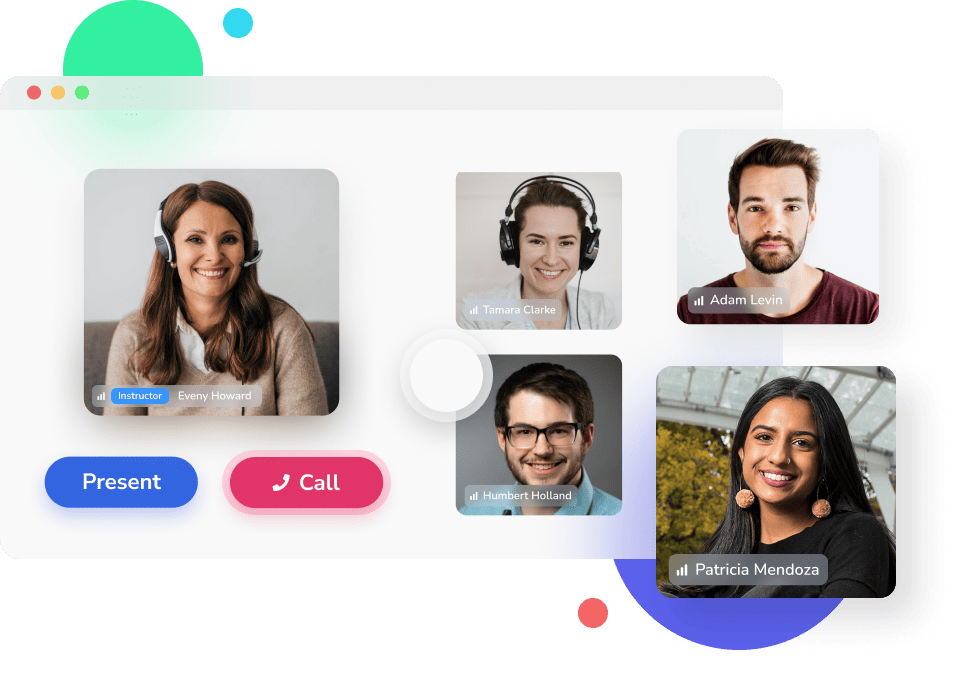 Instructor Eveny Howard
Present
Call
Tamara Clarke
Humbert Holland
Adam Levin
Patricia Mendoza